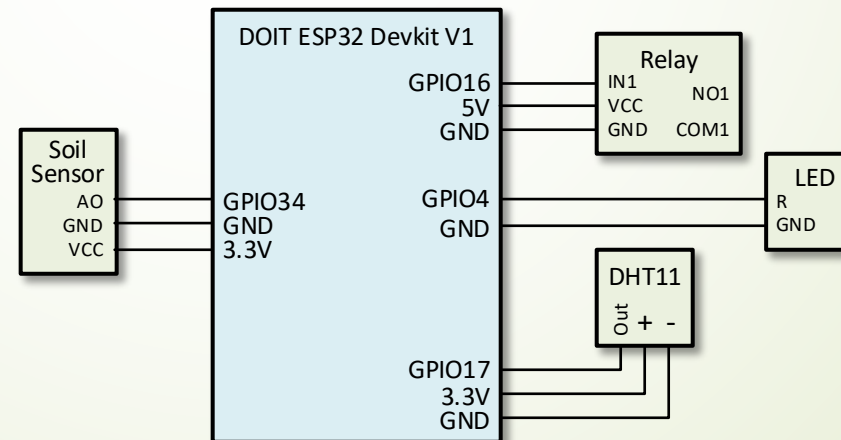 DOIT ESP32 Devkit V1
Soil
Sensor
AO
GND
VCC
GPIO34
GND
3.3V
GPIO16
5V
GND
GPIO4
GND
GPIO17
3.3V
GND
Relay
IN1
VCC
GND
NO1
COM1
LED
R
GND
DHT11
Out
+
-